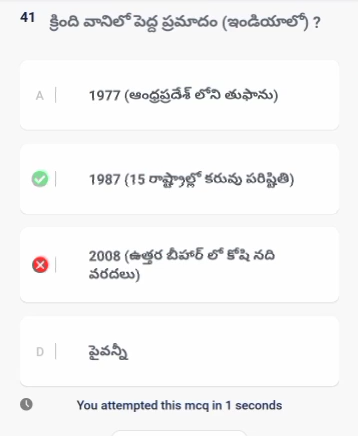 41 క్రింది వానిలో పెద్ద ప్రమాదం (ఇండియాలో) ?
A 1977 (ఆంధ్రప్రదేశ్ లోని తుఫాను)
1987 (15 రాష్ట్రాల్లో కరువు పరిష్టితి)
2008 (ఉత్తర బీహార్ లో కోషి నది
వరదలు)
D పైవన్నీ
You attempted this mcq in 1 seconds